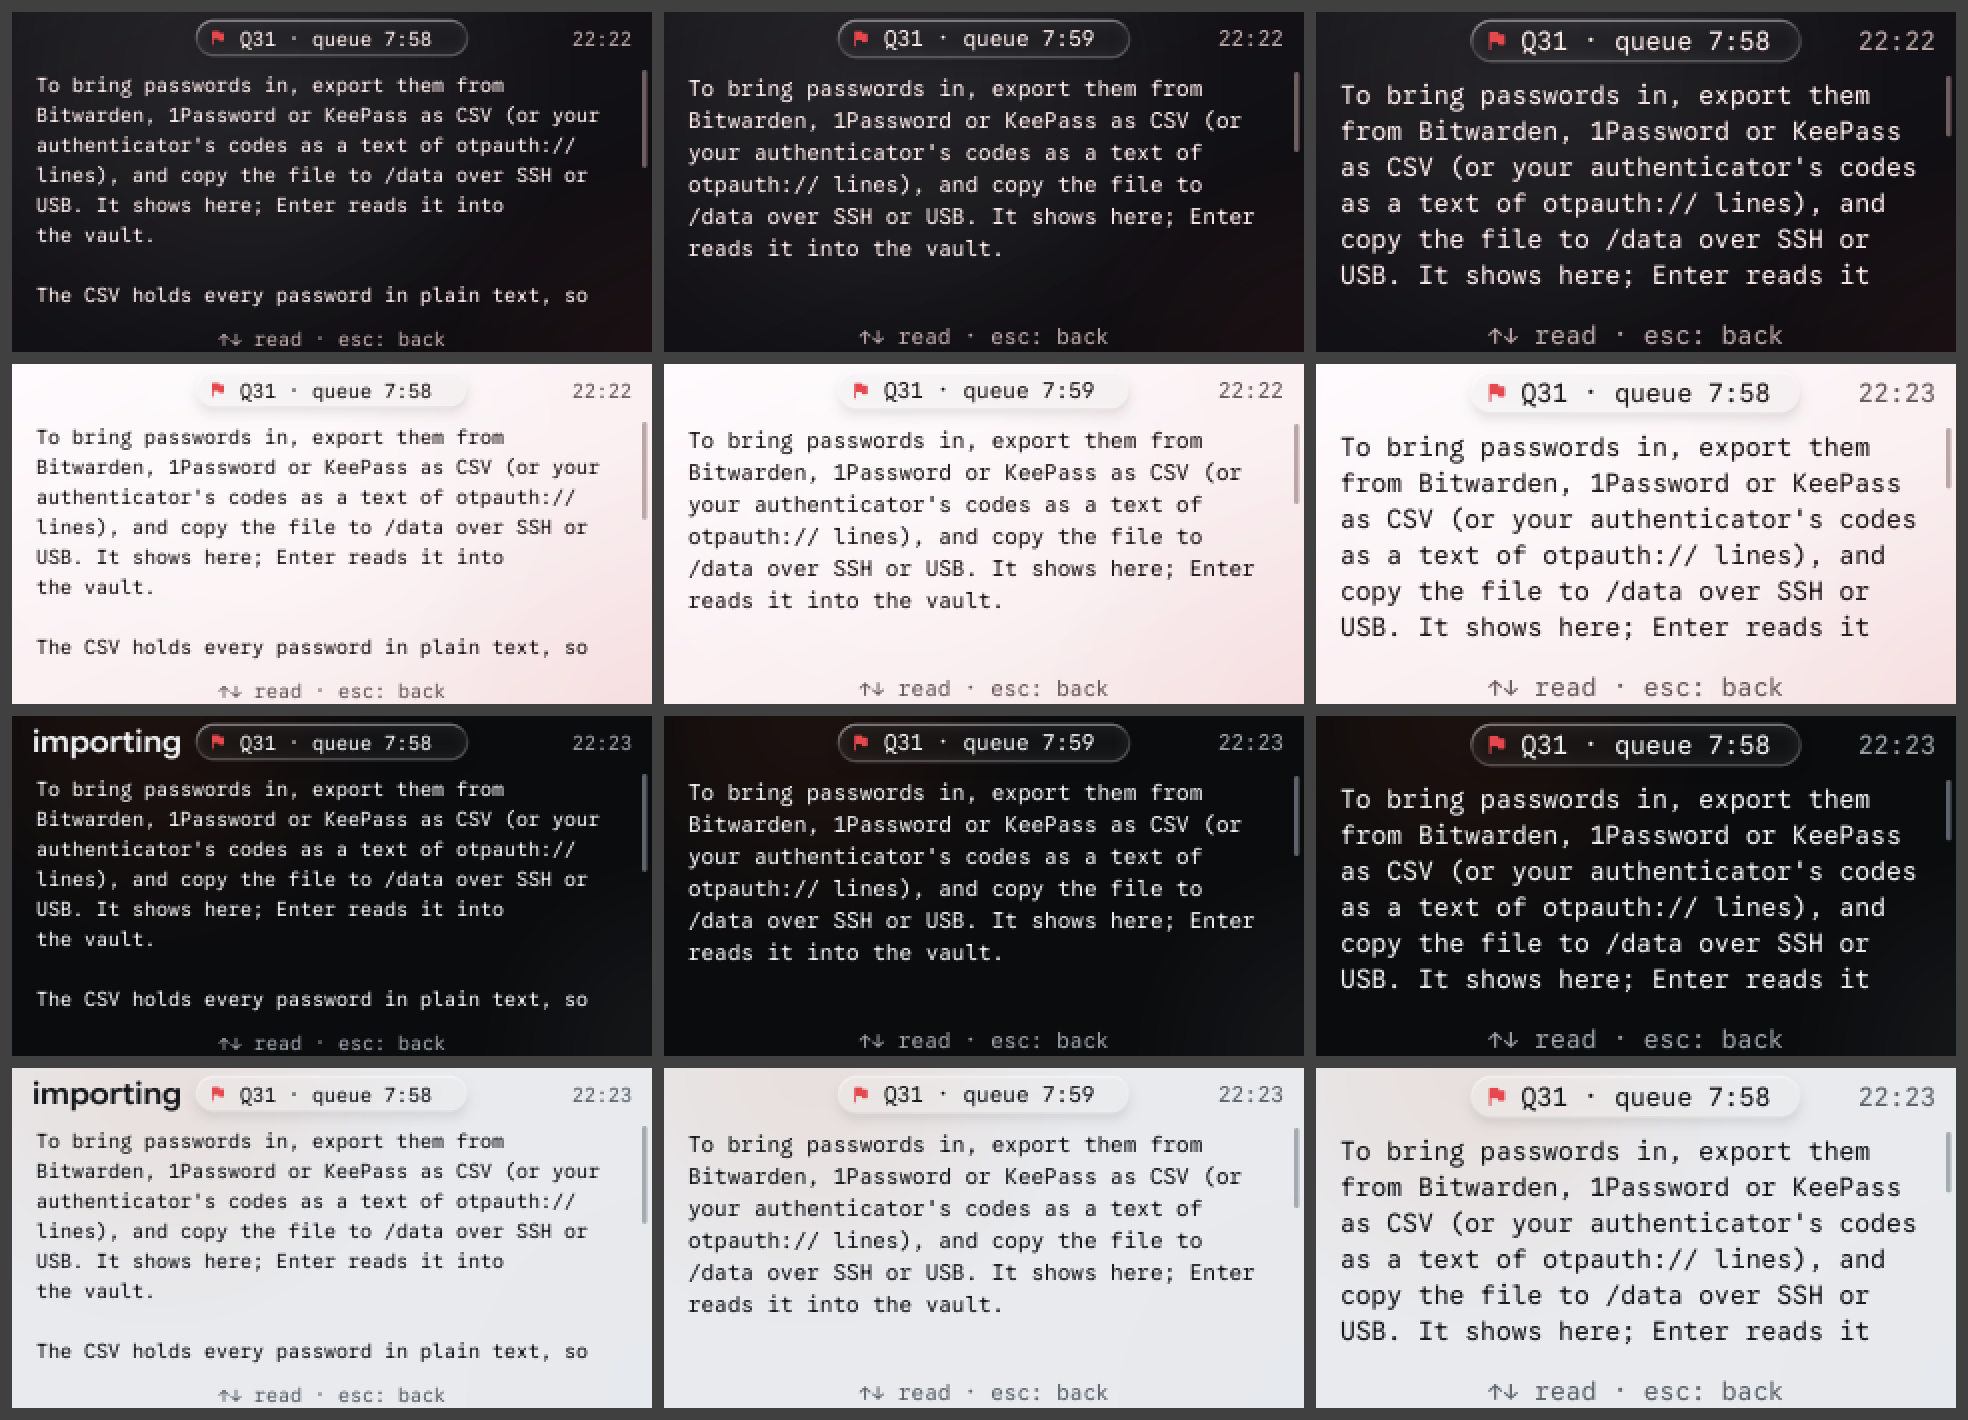 Q31 · queue 7:58 22:22
To bring passwords in, export them from
Bitwarden, 1Password or KeePass as CSV (or your
authenticator's codes as a text of otpauth://
lines), and copy the file to /data over SSH or
USB. It shows here; Enter reads it into
the vault.
The CSV holds every password in plain text, so
↑↓ read · esc: back
Q31 · queue 7:59 22:22
To bring passwords in, export them from
Bitwarden, 1Password or KeePass as CSV (or
your authenticator's codes as a text of
otpauth:// lines), and copy the file to
/data over SSH or USB. It shows here; Enter
reads it into the vault.
↑↓ read · esc: back
Q31 · queue 7:58 22:22
To bring passwords in, export them
from Bitwarden, 1Password or KeePass
as CSV (or your authenticator's codes
as a text of otpauth:// lines), and
copy the file to /data over SSH or
USB. It shows here; Enter reads it
↑↓ read · esc: back
Q31 · queue 7:58 22:22
To bring passwords in, export them from
Bitwarden, 1Password or KeePass as CSV (or your
authenticator's codes as a text of otpauth://
lines), and copy the file to /data over SSH or
USB. It shows here; Enter reads it into
the vault.
The CSV holds every password in plain text, so
↑↓ read · esc: back
Q31 · queue 7:59 22:22
To bring passwords in, export them from
Bitwarden, 1Password or KeePass as CSV (or
your authenticator's codes as a text of
otpauth:// lines), and copy the file to
/data over SSH or USB. It shows here; Enter
reads it into the vault.
↑↓ read · esc: back
Q31 · queue 7:58 22:23
To bring passwords in, export them
from Bitwarden, 1Password or KeePass
as CSV (or your authenticator's codes
as a text of otpauth:// lines), and
copy the file to /data over SSH or
USB. It shows here; Enter reads it
↑↓ read · esc: back
importing Q31 · queue 7:58 22:23
To bring passwords in, export them from
Bitwarden, 1Password or KeePass as CSV (or your
authenticator's codes as a text of otpauth://
lines), and copy the file to /data over SSH or
USB. It shows here; Enter reads it into
the vault.
The CSV holds every password in plain text, so
↑↓ read · esc: back
Q31 · queue 7:59 22:23
To bring passwords in, export them from
Bitwarden, 1Password or KeePass as CSV (or
your authenticator's codes as a text of
otpauth:// lines), and copy the file to
/data over SSH or USB. It shows here; Enter
reads it into the vault.
↑↓ read · esc: back
Q31 · queue 7:58 22:23
To bring passwords in, export them
from Bitwarden, 1Password or KeePass
as CSV (or your authenticator's codes
as a text of otpauth:// lines), and
copy the file to /data over SSH or
USB. It shows here; Enter reads it
↑↓ read · esc: back
importing Q31 · queue 7:58 22:23
To bring passwords in, export them from
Bitwarden, 1Password or KeePass as CSV (or your
authenticator's codes as a text of otpauth://
lines), and copy the file to /data over SSH or
USB. It shows here; Enter reads it into
the vault.
The CSV holds every password in plain text, so
↑↓ read · esc: back
Q31 · queue 7:59 22:23
To bring passwords in, export them from
Bitwarden, 1Password or KeePass as CSV (or
your authenticator's codes as a text of
otpauth:// lines), and copy the file to
/data over SSH or USB. It shows here; Enter
reads it into the vault.
↑↓ read · esc: back
Q31 · queue 7:58 22:23
To bring passwords in, export them
from Bitwarden, 1Password or KeePass
as CSV (or your authenticator's codes
as a text of otpauth:// lines), and
copy the file to /data over SSH or
USB. It shows here; Enter reads it
↑↓ read · esc: back